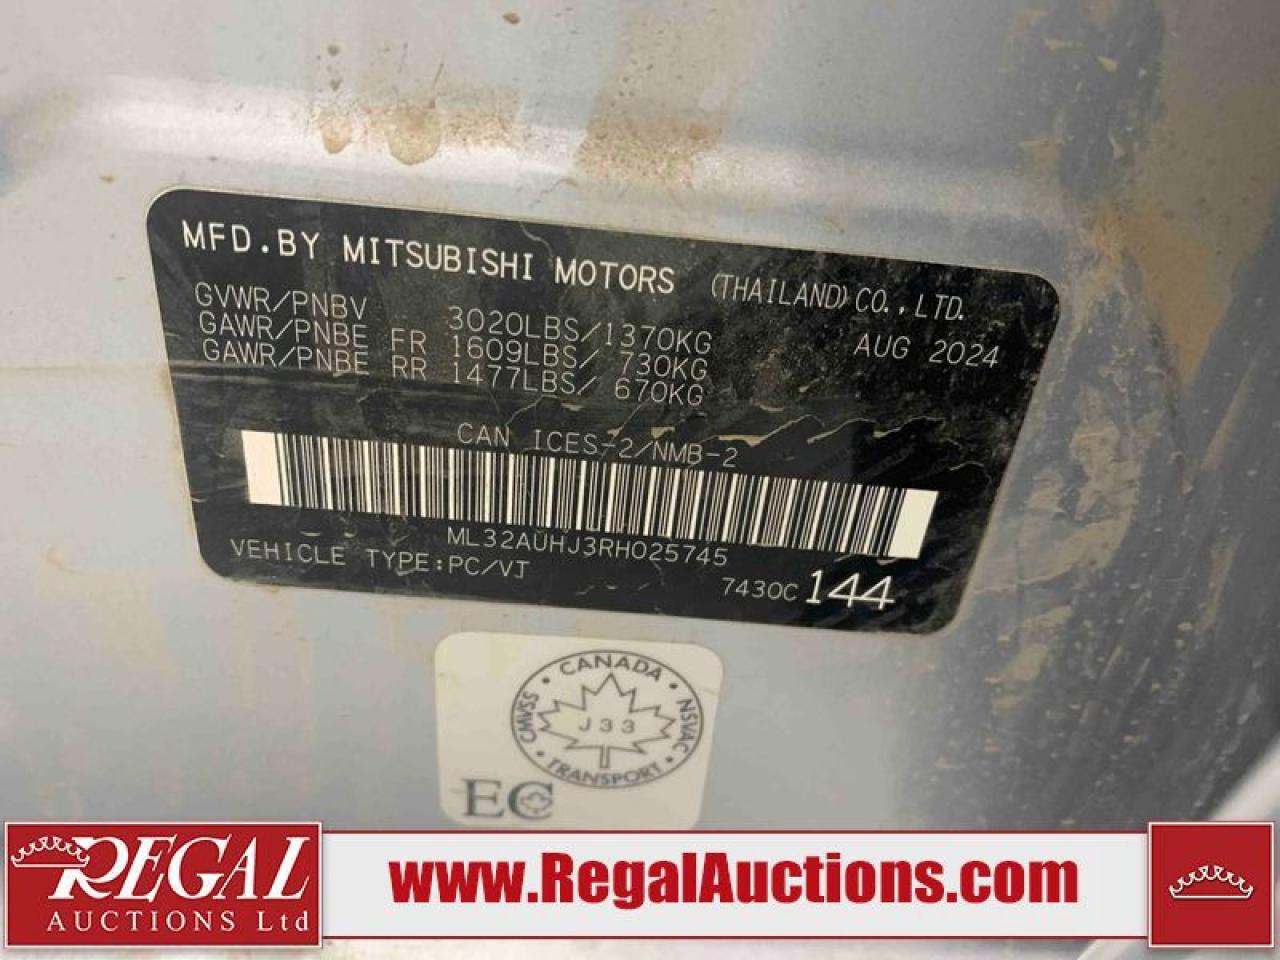 MFD.BY MITSUBISHI MOTORS (THAILAND) CO.,LTD.
GVWR/PNBV 3020LBS/1370KG AUG 2024
GAWR/PNBE FR 1609LBS/ 730KG
GAWR/PNBE RR 1477LBS/ 670KG
CAN ICES-2/NMB-2
ML32AUHJ3RH025745
VEHICLE TYPE:PC/VJ
7430C 144
CANADA
CMVSS
NSVAC
J33
TRANSPORT
EC
REGAL
AUCTIONS Ltd
www.RegalAuctions.com